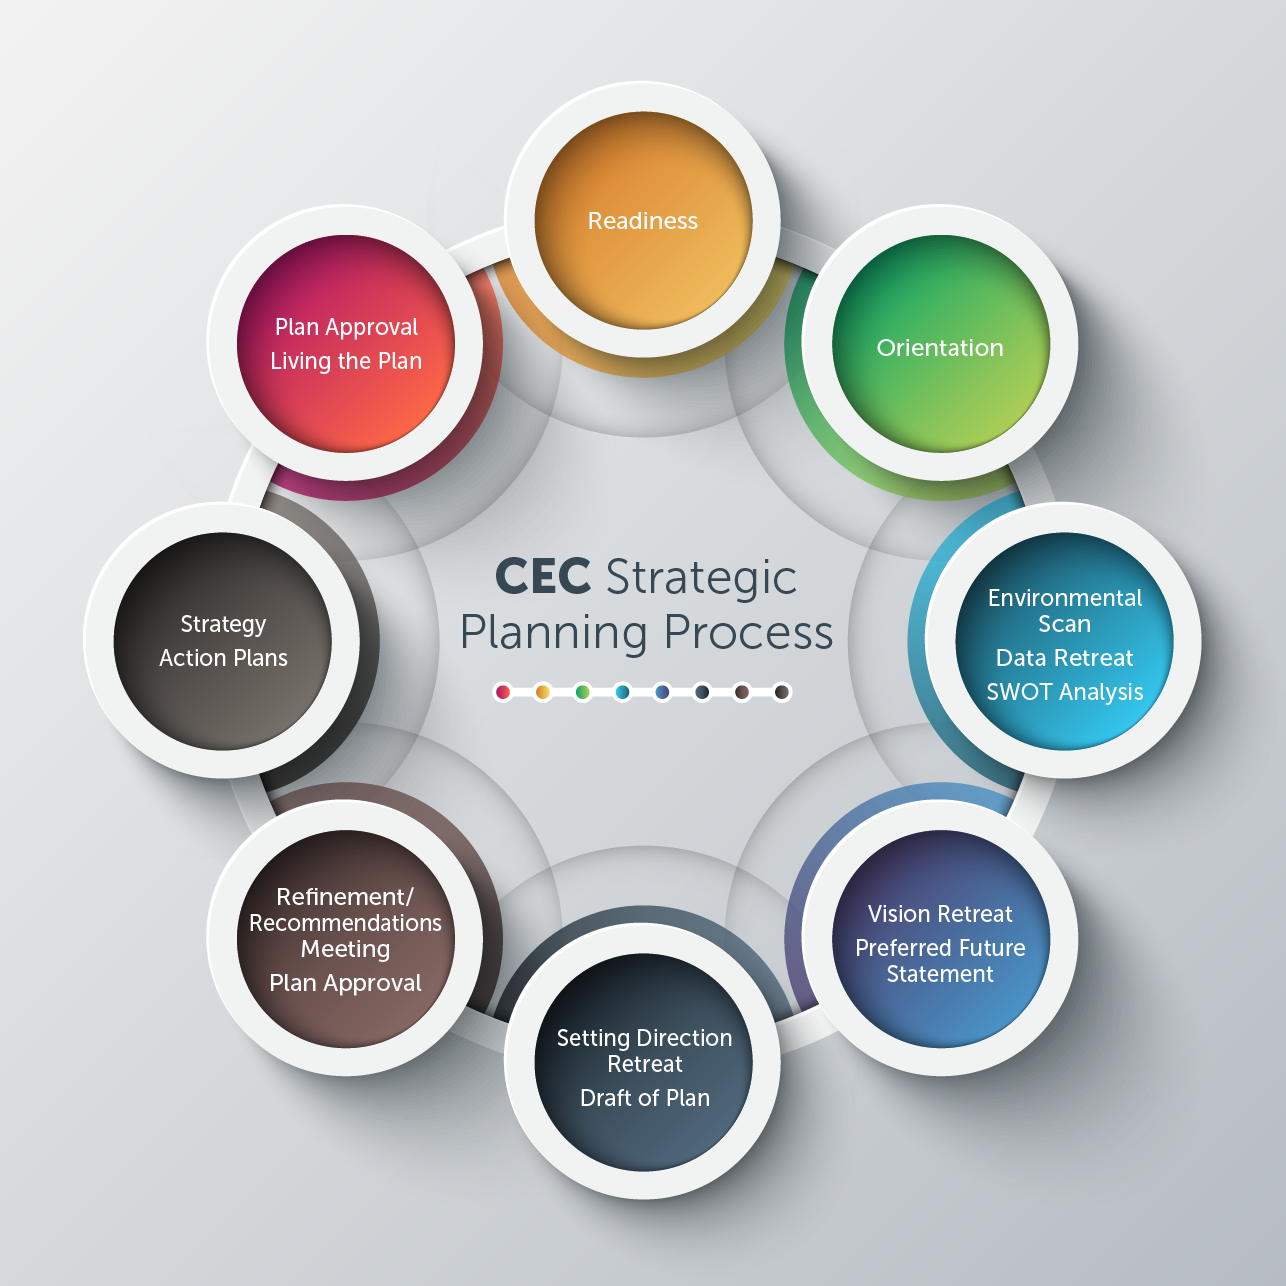 Readiness
Orientation
Environmental
Scan
Data Retreat
SWOT Analysis
Vision Retreat
Preferred Future
Statement
Setting Direction
Retreat
Draft of Plan
Refinement/
Recommendations
Meeting
Plan Approval
Strategy
Action Plans
Plan Approval
Living the Plan
CEC Strategic
Planning Process